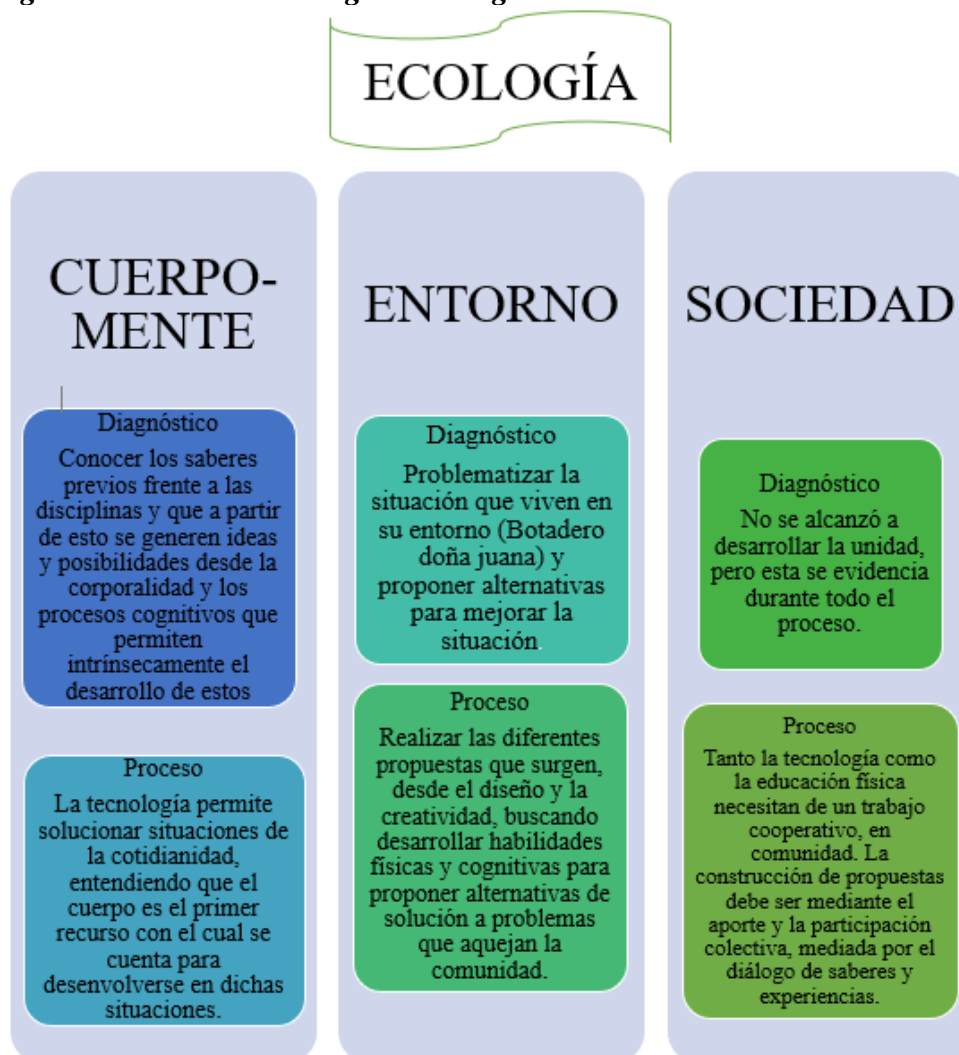 ECOLOGÍA
CUERPO-
MENTE
Diagnóstico
Conocer los saberes
previos frente a las
disciplinas y que a partir
de esto se generen ideas
y posibilidades desde la
corporalidad y los
procesos cognitivos que
permiten
intrínsecamente el
desarrollo de estos
Proceso
La tecnología permite
solucionar situaciones de
la cotidianidad,
entendiendo que el
cuerpo es el primer
recurso con el cual se
cuenta para
desenvolverse en dichas
situaciones.
ENTORNO
Diagnóstico
Problematizar la
situación que viven en
su entorno (Botadero
doña juana) y
proponer alternativas
para mejorar la
situación.
Proceso
Realizar las diferentes
propuestas que surgen,
desde el diseño y la
creatividad, buscando
desarrollar habilidades
físicas y cognitivas para
proponer alternativas de
solución a problemas
que aquejan la
comunidad.
SOCIEDAD
Diagnóstico
No se alcanzó a
desarrollar la unidad,
pero esta se evidencia
durante todo el
proceso.
Proceso
Tanto la tecnología como
la educación física
necesitan de un trabajo
cooperativo, en
comunidad. La
construcción de propuestas
debe ser mediante el
aporte y la participación
colectiva, mediada por el
diálogo de saberes y
experiencias.